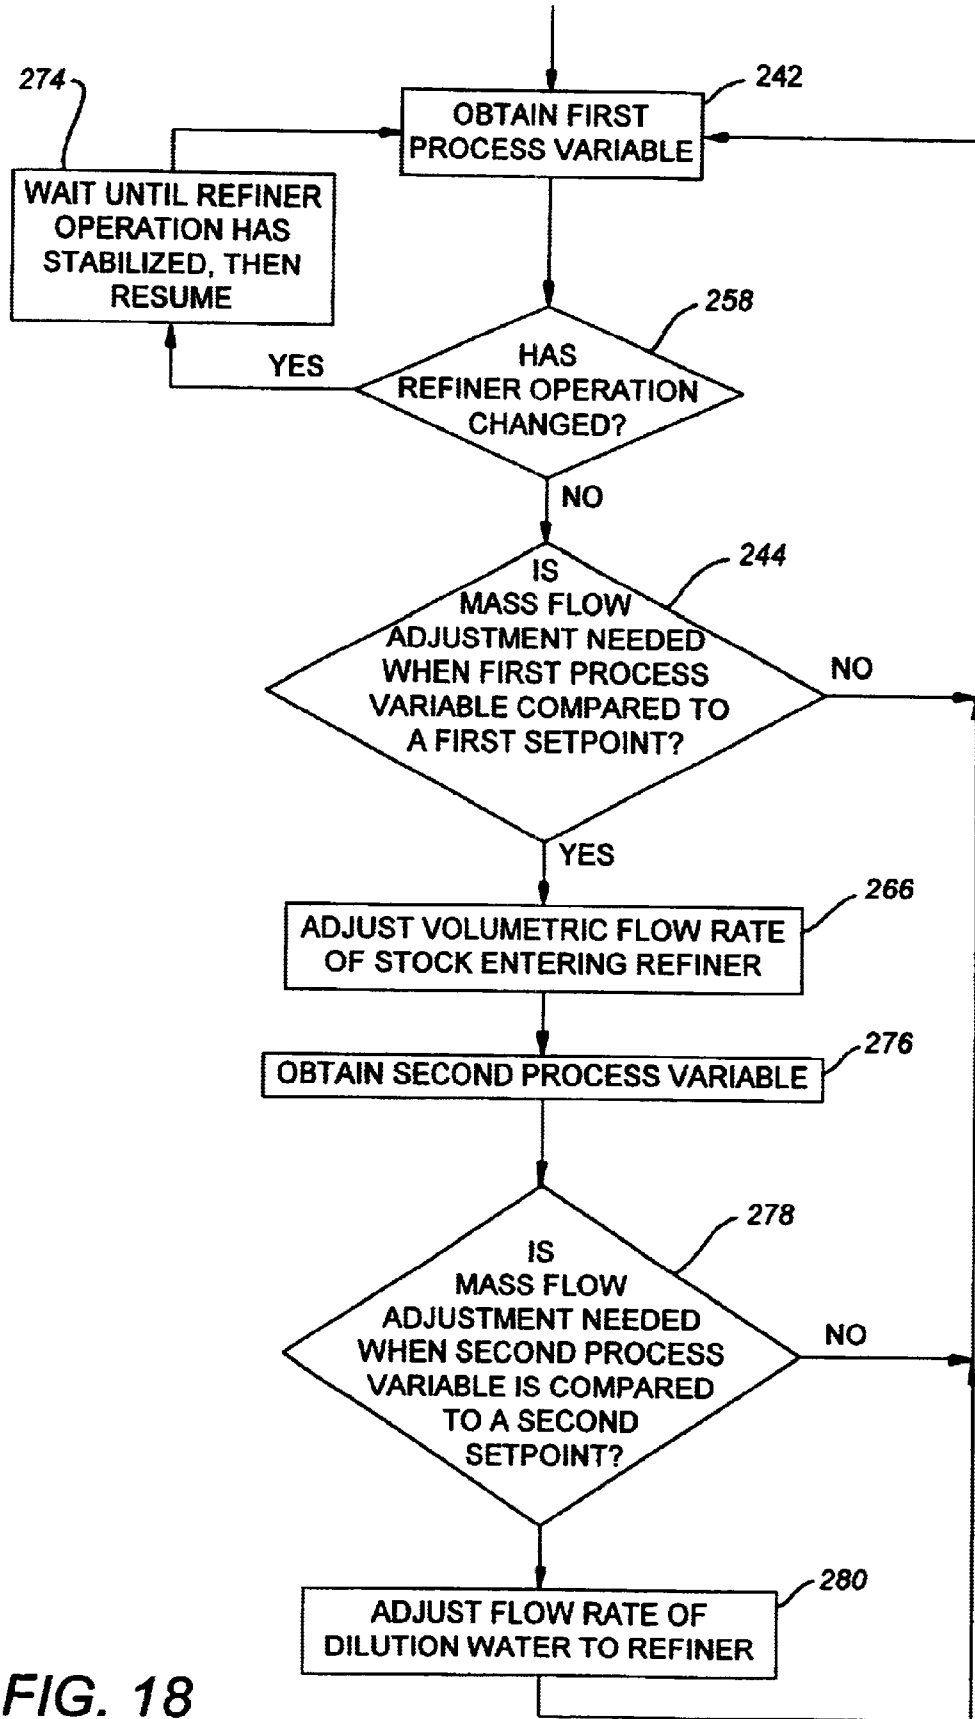 274
242
OBTAIN FIRST
PROCESS VARIABLE
WAIT UNTIL REFINER
OPERATION HAS
STABILIZED, THEN
RESUME
258
YES
HAS
REFINER OPERATION
CHANGED?
NO
244
IS
MASS FLOW
ADJUSTMENT NEEDED
WHEN FIRST PROCESS
VARIABLE COMPARED TO
A FIRST SETPOINT?
NO
YES
266
ADJUST VOLUMETRIC FLOW RATE
OF STOCK ENTERING REFINER
276
OBTAIN SECOND PROCESS VARIABLE
278
IS
MASS FLOW
ADJUSTMENT NEEDED
WHEN SECOND PROCESS
VARIABLE IS COMPARED
TO A SECOND
SETPOINT?
NO
280
ADJUST FLOW RATE OF
DILUTION WATER TO REFINER
FIG. 18